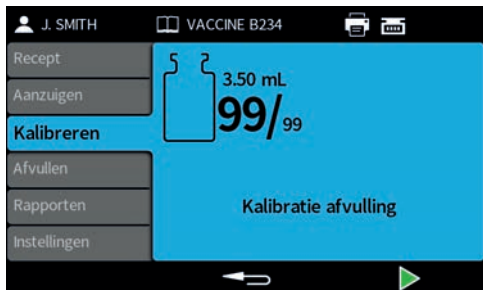 J. SMITH VACCINE B234
Recept
Aanzuigen
Kalibreren
Afvullen
Rapporten
Instellingen
3.50 mL
99/99
Kalibratie afvulling